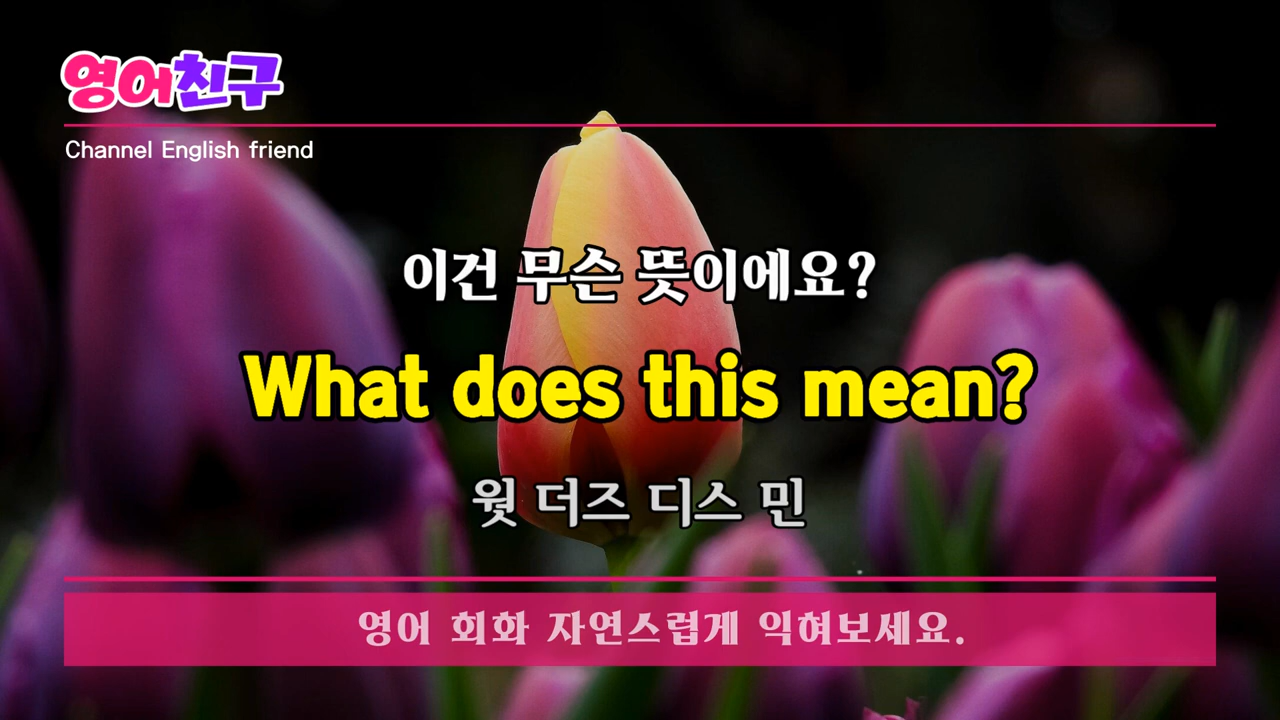 영어친구
Channel English friend
이건 무슨 뜻이에요?
What does this mean?
웟 더즈 디스 민
영어 회화 자연스럽게 익혀보세요.